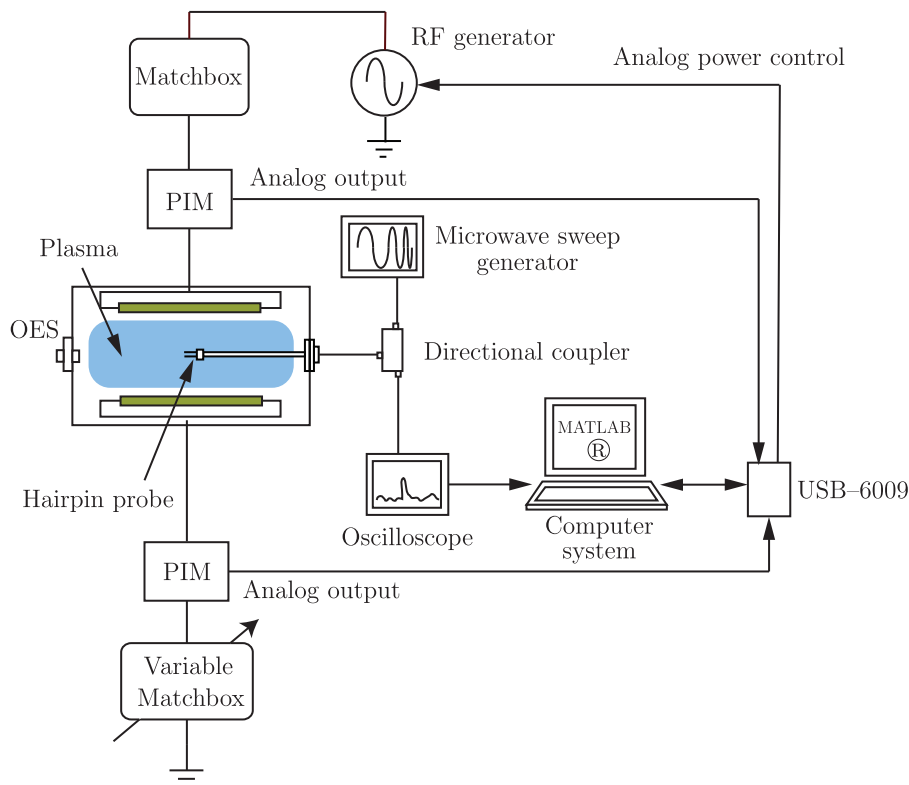 RF generator
Analog power control
Matchbox
Analog output
PIM
Plasma
Microwave sweep
generator
OES
Directional coupler
MATLAB
®
Hairpin probe
USB–6009
Oscilloscope
Computer
system
PIM
Analog output
Variable
Matchbox